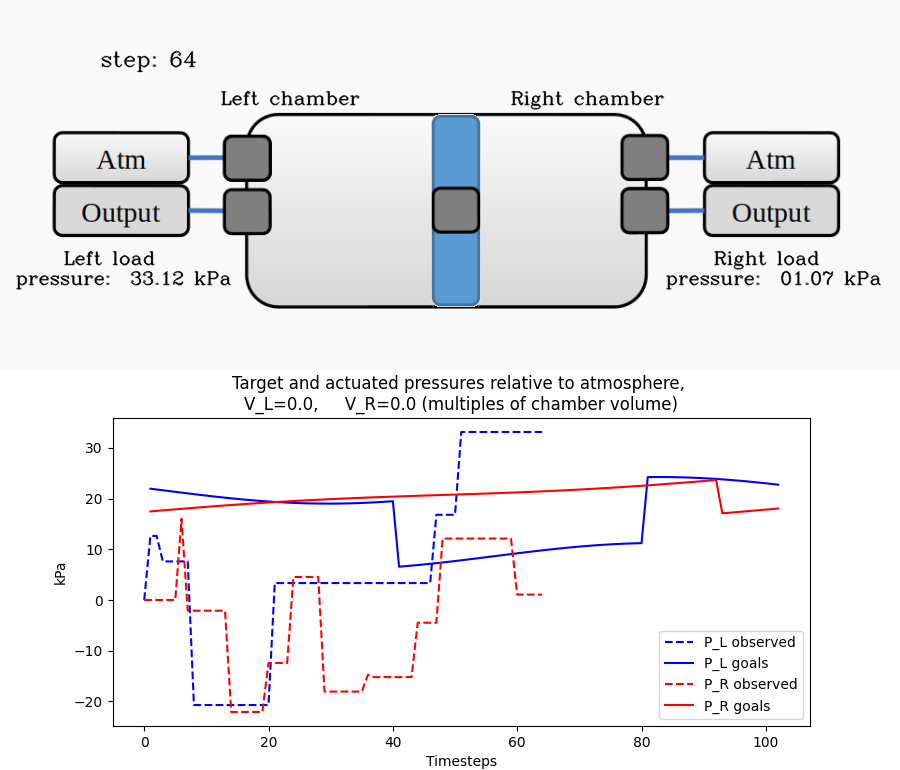 step: 64
Left chamber
Right chamber
Atm
Atm
Output
Output
Left load
pressure: 33.12 kPa
Right load
pressure: 01.07 kPa
Target and actuated pressures relative to atmosphere,
V_L=0.0, V_R=0.0 (multiples of chamber volume)
kPa
30
20
10
0
−10
−20
P_L observed
P_L goals
P_R observed
P_R goals
0 20 40 60 80 100
Timesteps